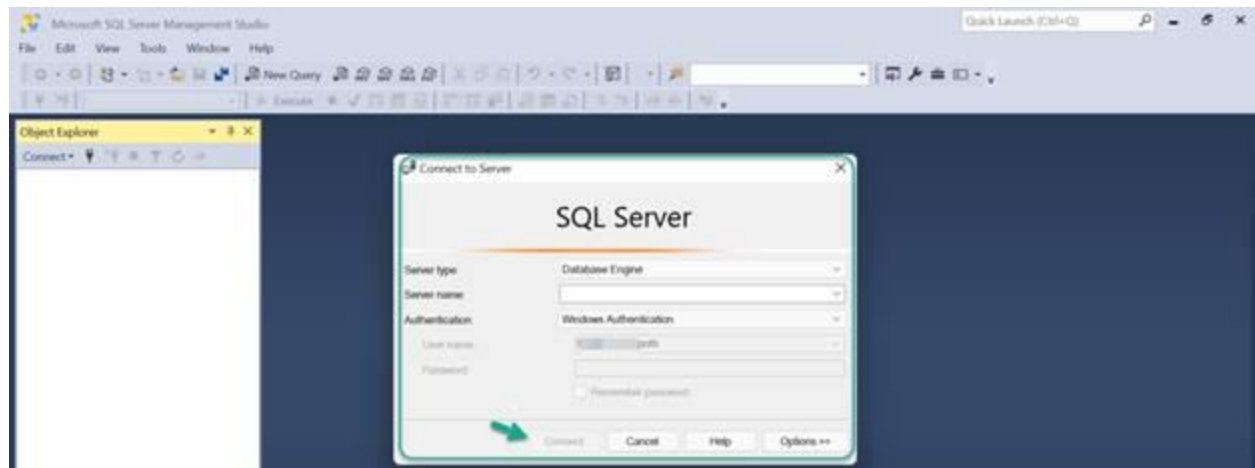 Microsoft SQL Server Management Studio
Quick Launch (Ctrl+Q)
File Edit View Tools Window Help
New Query
Execute
Object Explorer
Connect
Connect to Server
SQL Server
Server type Database Engine
Server name
Authentication Windows Authentication
User name
Password
Remember password
Connect Cancel Help Options >>